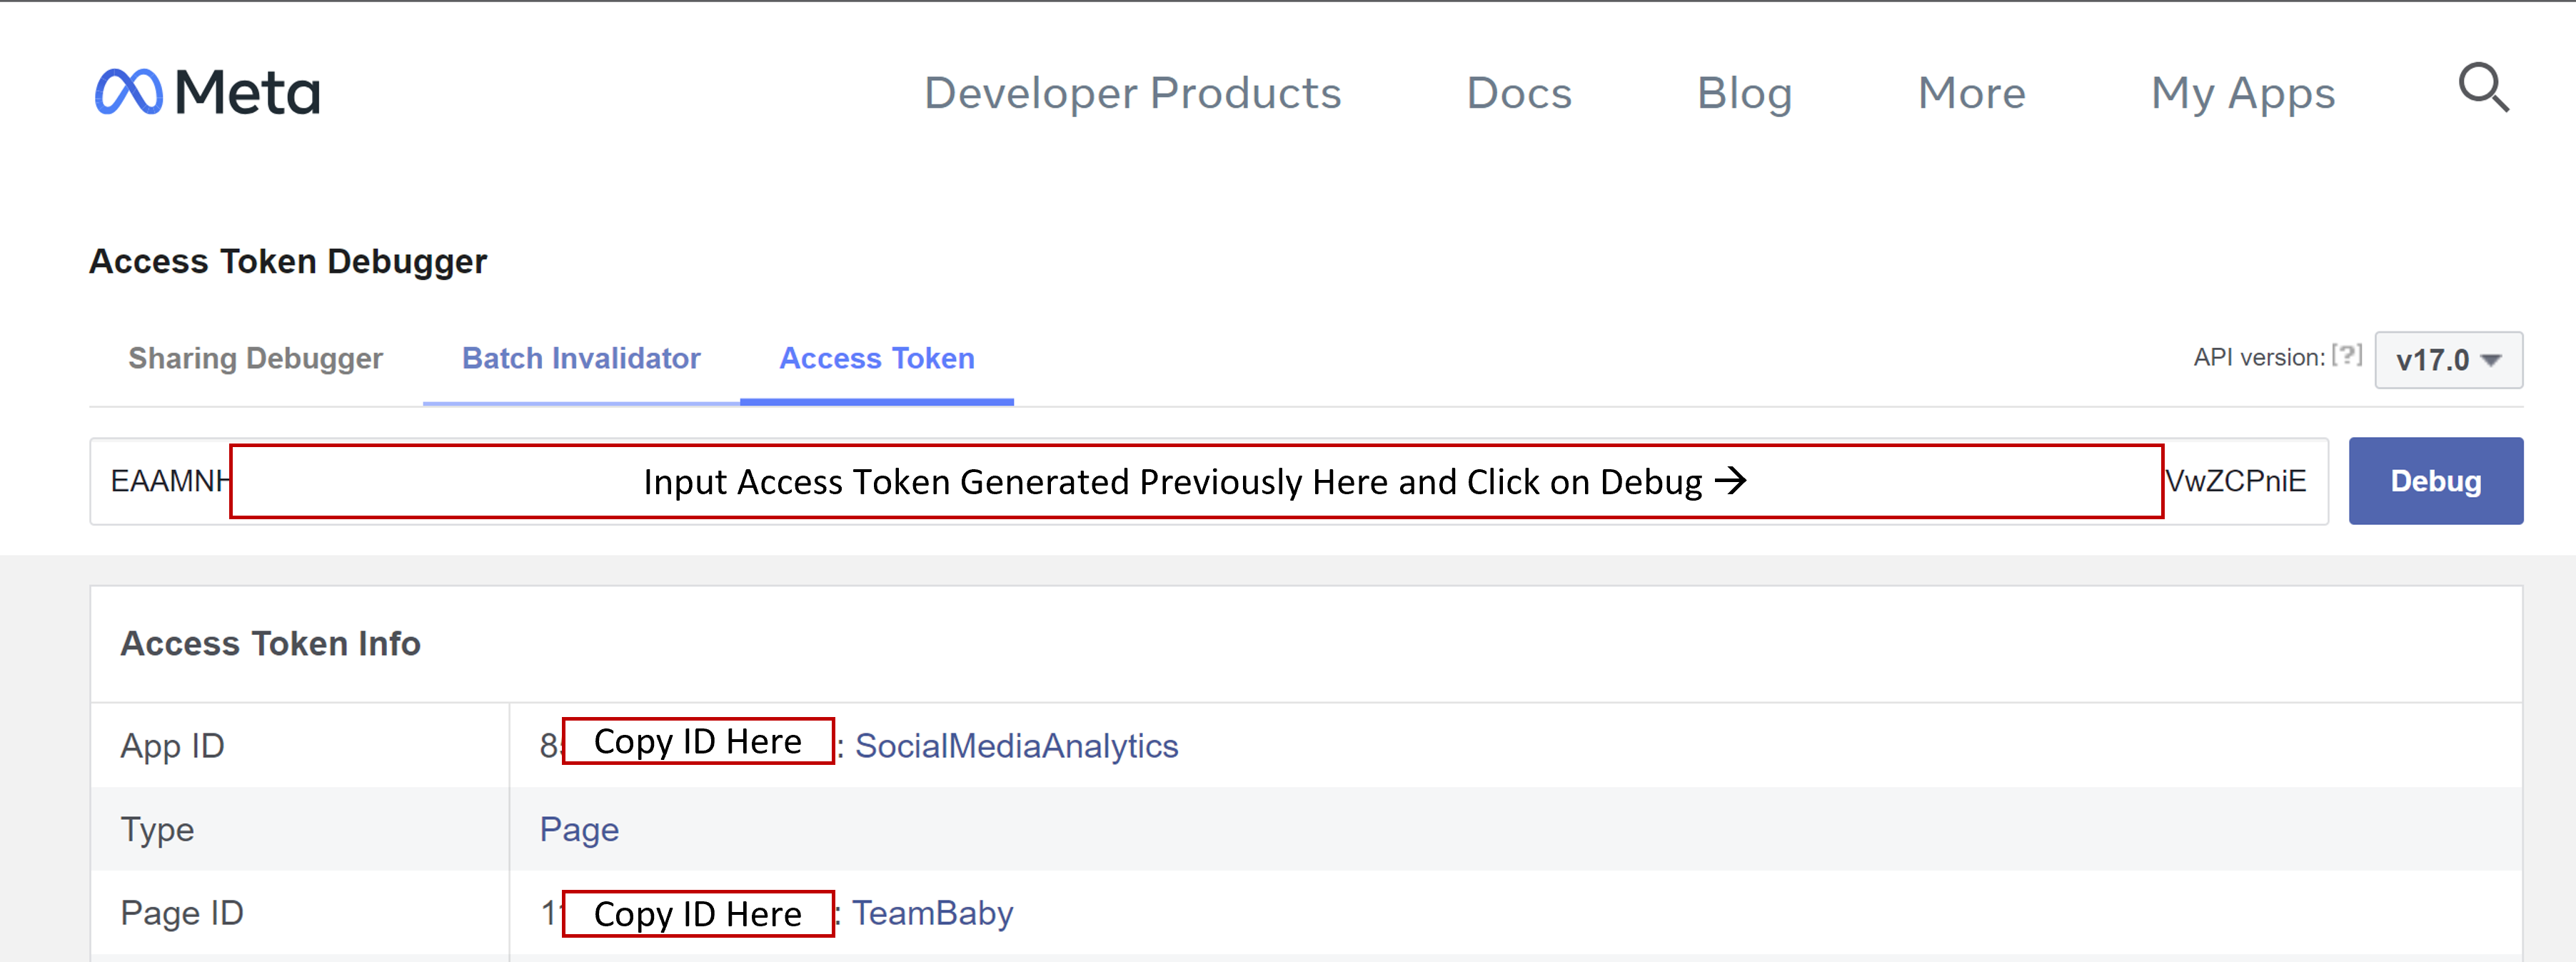 Meta Developer Products Docs Blog More My Apps
Access Token Debugger
Sharing Debugger Batch Invalidator Access Token API version: [?] v17.0
EAAMNH Input Access Token Generated Previously Here and Click on Debug → VwZCPniE Debug
Access Token Info
App ID 8 Copy ID Here : SocialMediaAnalytics
Type Page
Page ID 1 Copy ID Here : TeamBaby